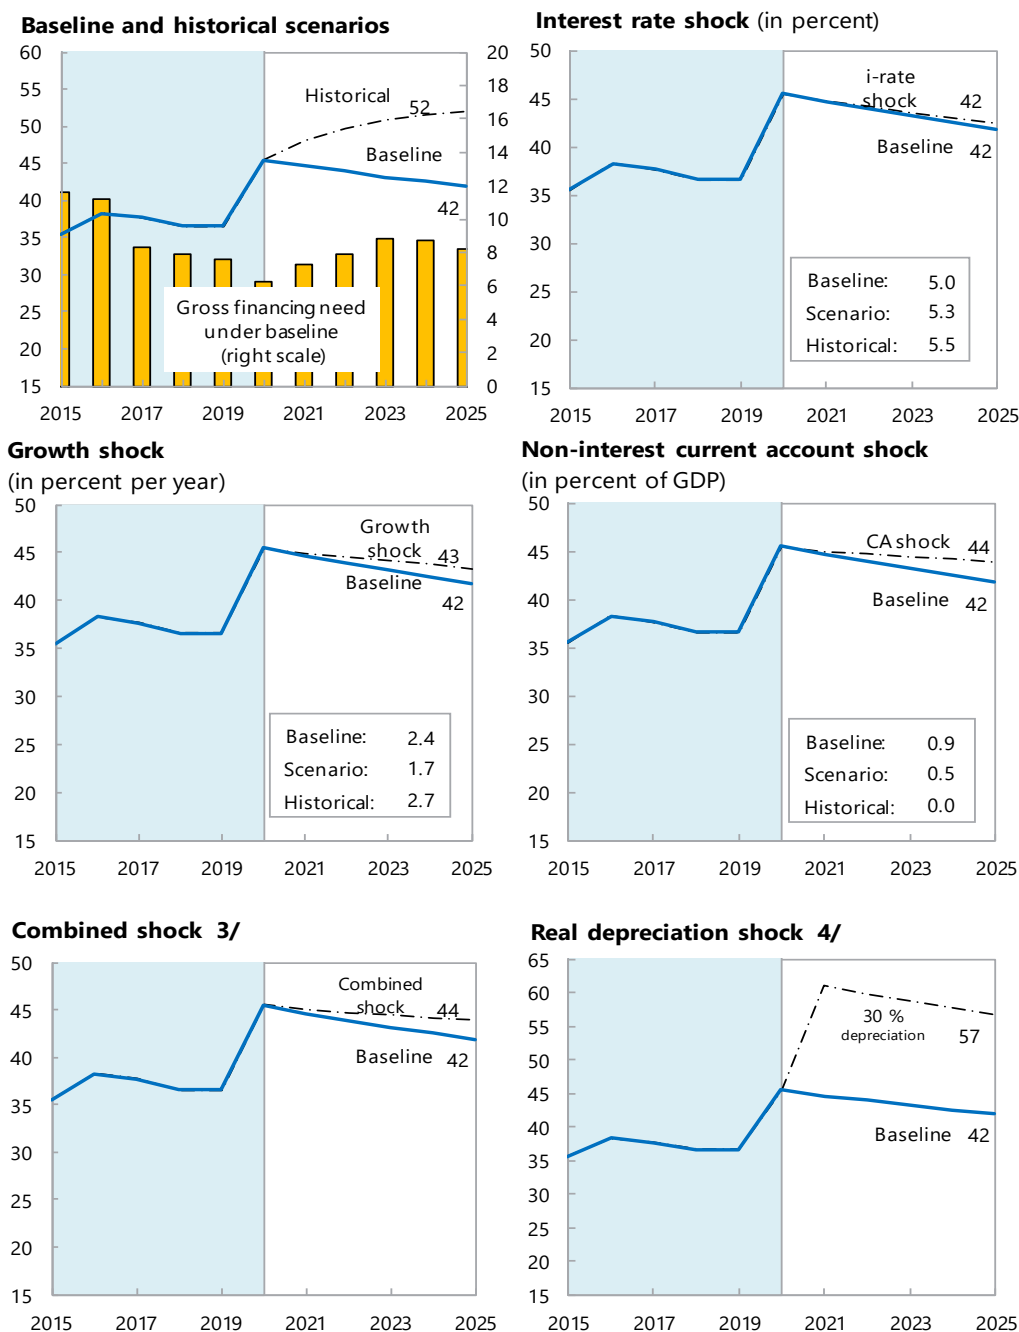 Baseline and historical scenarios
60
55
50
45
40
35
30
25
20
15
20
18
16
14
12
10
8
6
4
2
0
Historical
52
Baseline
42
Gross financing need
under baseline
(right scale)
2015 2017 2019 2021 2023 2025
Interest rate shock (in percent)
50
45
40
35
30
25
20
15
i-rate
shock
42
Baseline
42
Baseline: 5.0
Scenario: 5.3
Historical: 5.5
2015 2017 2019 2021 2023 2025
Growth shock
(in percent per year)
50
45
40
35
30
25
20
15
Growth
shock 43
Baseline
42
Baseline: 2.4
Scenario: 1.7
Historical: 2.7
2015 2017 2019 2021 2023 2025
Non-interest current account shock
(in percent of GDP)
50
45
40
35
30
25
20
15
CA shock 44
Baseline 42
Baseline: 0.9
Scenario: 0.5
Historical: 0.0
2015 2017 2019 2021 2023 2025
Combined shock 3/
50
45
40
35
30
25
20
15
Combined
shock 44
Baseline 42
2015 2017 2019 2021 2023 2025
Real depreciation shock 4/
65
60
55
50
45
40
35
30
25
20
15
30 %
depreciation 57
Baseline 42
2015 2017 2019 2021 2023 2025